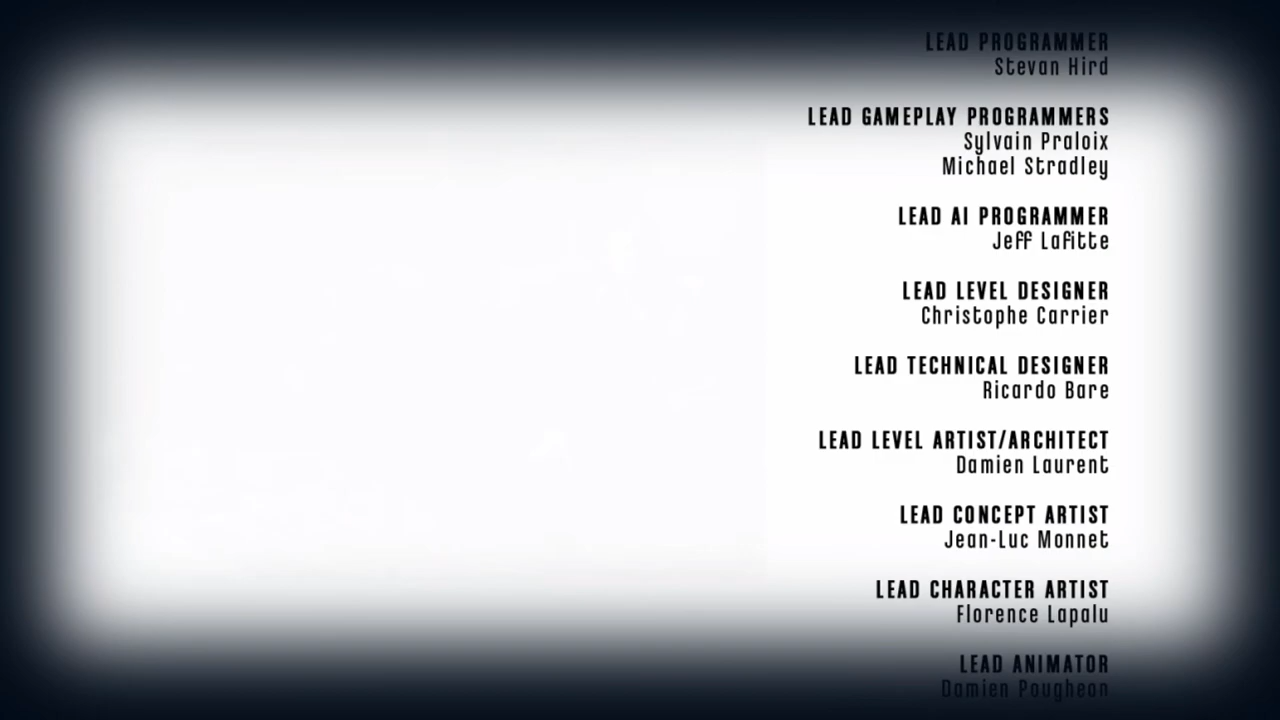 LEAD PROGRAMMER
Stevan Hird
LEAD GAMEPLAY PROGRAMMERS
Sylvain Praloix
Michael Stradley
LEAD AI PROGRAMMER
Jeff Lafitte
LEAD LEVEL DESIGNER
Christophe Carrier
LEAD TECHNICAL DESIGNER
Ricardo Bare
LEAD LEVEL ARTIST/ARCHITECT
Damien Laurent
LEAD CONCEPT ARTIST
Jean-Luc Monnet
LEAD CHARACTER ARTIST
Florence Lapalu
LEAD ANIMATOR
Damien Pougheon